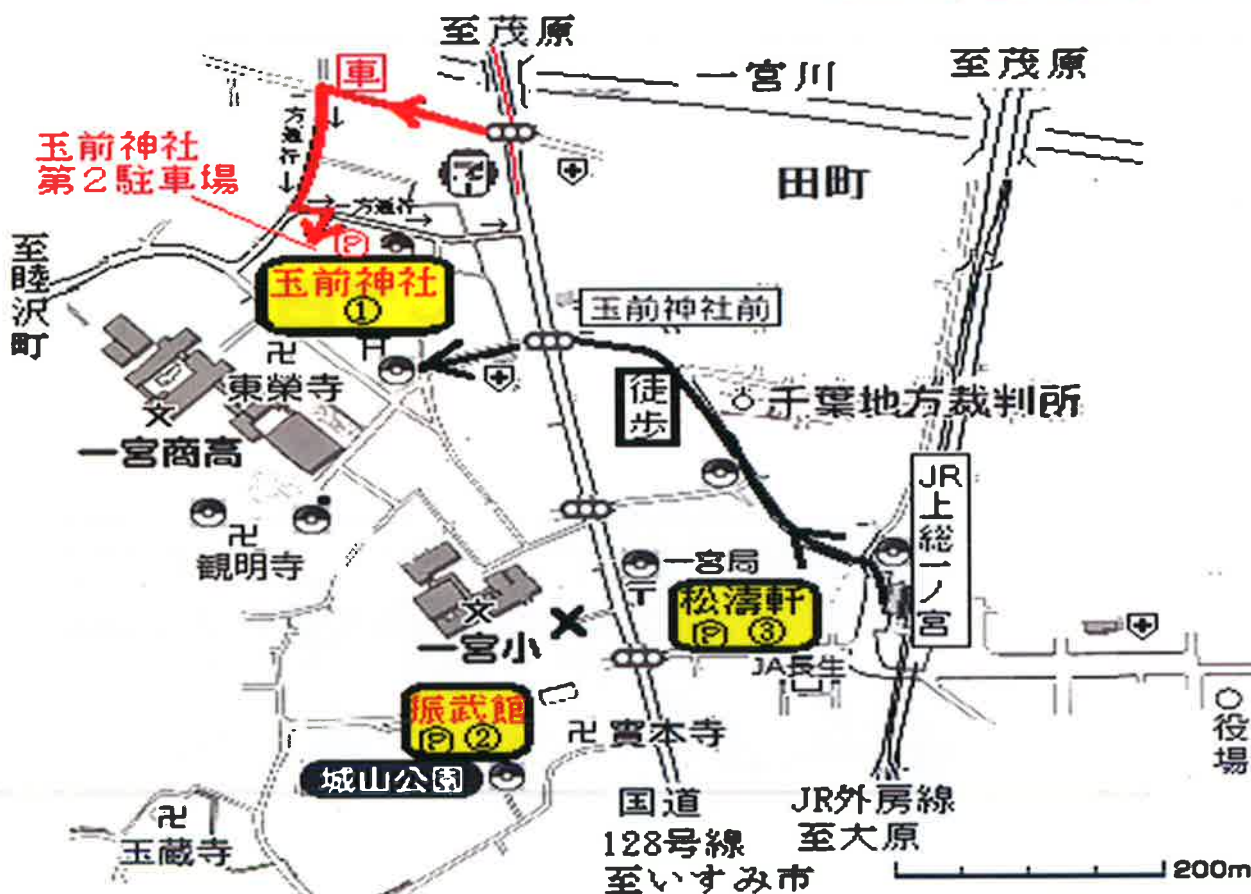 至茂原
一宮川
至茂原
車
一方通行
玉前神社
第2駐車場
田町
一方通行
P
至睦沢町
玉前神社
①
玉前神社前
卍
東榮寺
徒歩
千葉地方裁判所
文
一宮商高
JR上総一ノ宮
卍
観明寺
一宮局
〒
松濤軒
P ③
文
一宮小
JA長生
振武館
P ②
卍 實本寺
役場
城山公園
卍
玉蔵寺
国道
128号線
至いすみ市
JR外房線
至大原
200m